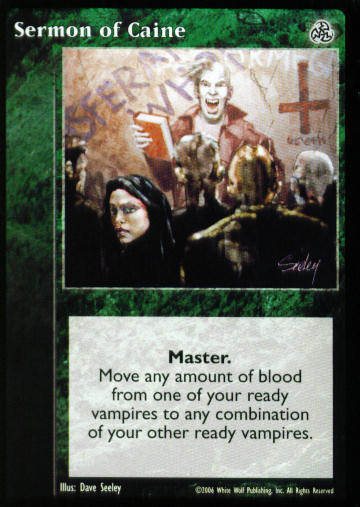 Sermon of Caine
Seeley
Master.
Move any amount of blood
from one of your ready
vampires to any combination
of your other ready vampires.
Illus: Dave Seeley
©2006 White Wolf Publishing, Inc. All Rights Reserved